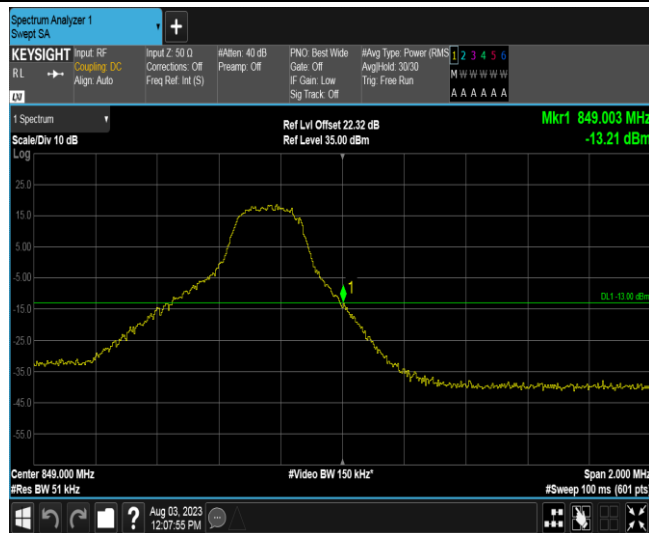 Spectrum Analyzer 1
Swept SA
+
KEYSIGHT
RL
LXI
Input: RF
Coupling: DC
Align: Auto
Input Z: 50 Ω
Corrections: Off
Freq Ref: Int (S)
#Atten: 40 dB
Preamp: Off
PNO: Best Wide
Gate: Off
IF Gain: Low
Sig Track: Off
#Avg Type: Power (RMS
Avg|Hold: 30/30
Trig: Free Run
1 2 3 4 5 6
M W W W W W
A A A A A A
1 Spectrum
Scale/Div 10 dB
Log
Ref Lvl Offset 22.32 dB
Ref Level 35.00 dBm
Mkr1 849.003 MHz
-13.21 dBm
25.0
15.0
5.00
-5.00
1
DL1 -13.00 dBm
-15.0
-25.0
-35.0
-45.0
-55.0
Center 849.000 MHz
#Res BW 51 kHz
#Video BW 150 kHz*
Span 2.000 MHz
#Sweep 100 ms (601 pts)
?
Aug 03, 2023
12:07:55 PM